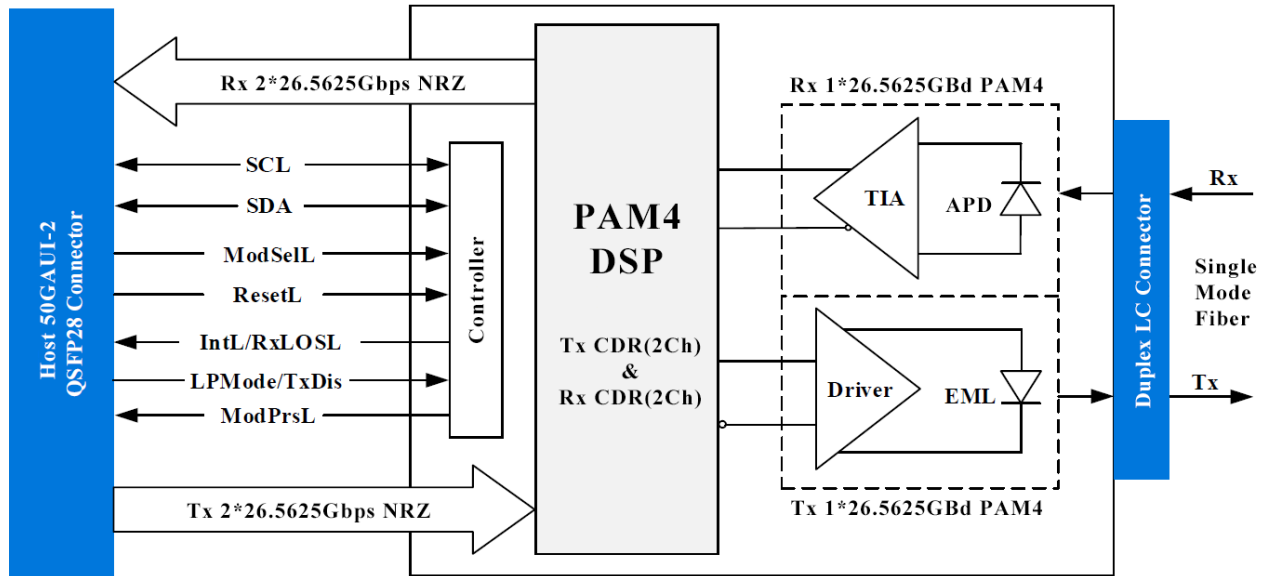 Host 50GAUI-2
QSFP28 Connector
Rx 2*26.5625Gbps NRZ
SCL
SDA
ModSelL
ResetL
IntL/RxLOSL
LPMode/TxDis
ModPrsL
Tx 2*26.5625Gbps NRZ
Controller
PAM4
DSP
Tx CDR(2Ch)
&
Rx CDR(2Ch)
Rx 1*26.5625GBd PAM4
TIA
APD
Driver
EML
Tx 1*26.5625GBd PAM4
Duplex LC Connector
Rx
Single
Mode
Fiber
Tx